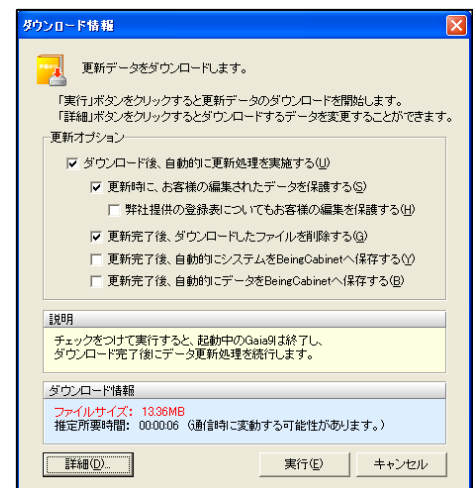 ダウンロード情報
更新データをダウンロードします。
「実行」ボタンをクリックすると更新データのダウンロードを開始します。
「詳細」ボタンをクリックするとダウンロードするデータを変更することができます。
更新オプション
ダウンロード後、自動的に更新処理を実施する(U)
更新時に、お客様の編集されたデータを保護する(S)
弊社提供の登録表についてもお客様の編集を保護する(H)
更新完了後、ダウンロードしたファイルを削除する(G)
更新完了後、自動的にシステムをBeingCabinetへ保存する(Y)
更新完了後、自動的にデータをBeingCabinetへ保存する(B)
説明
チェックをつけて実行すると、起動中のGaia9は終了し、
ダウンロード完了後にデータ更新処理を続行します。
ダウンロード情報
ファイルサイズ: 13.36MB
推定所要時間: 00:00:06 (通信時に変動する可能性があります。)
詳細(D)... 実行(E) キャンセル